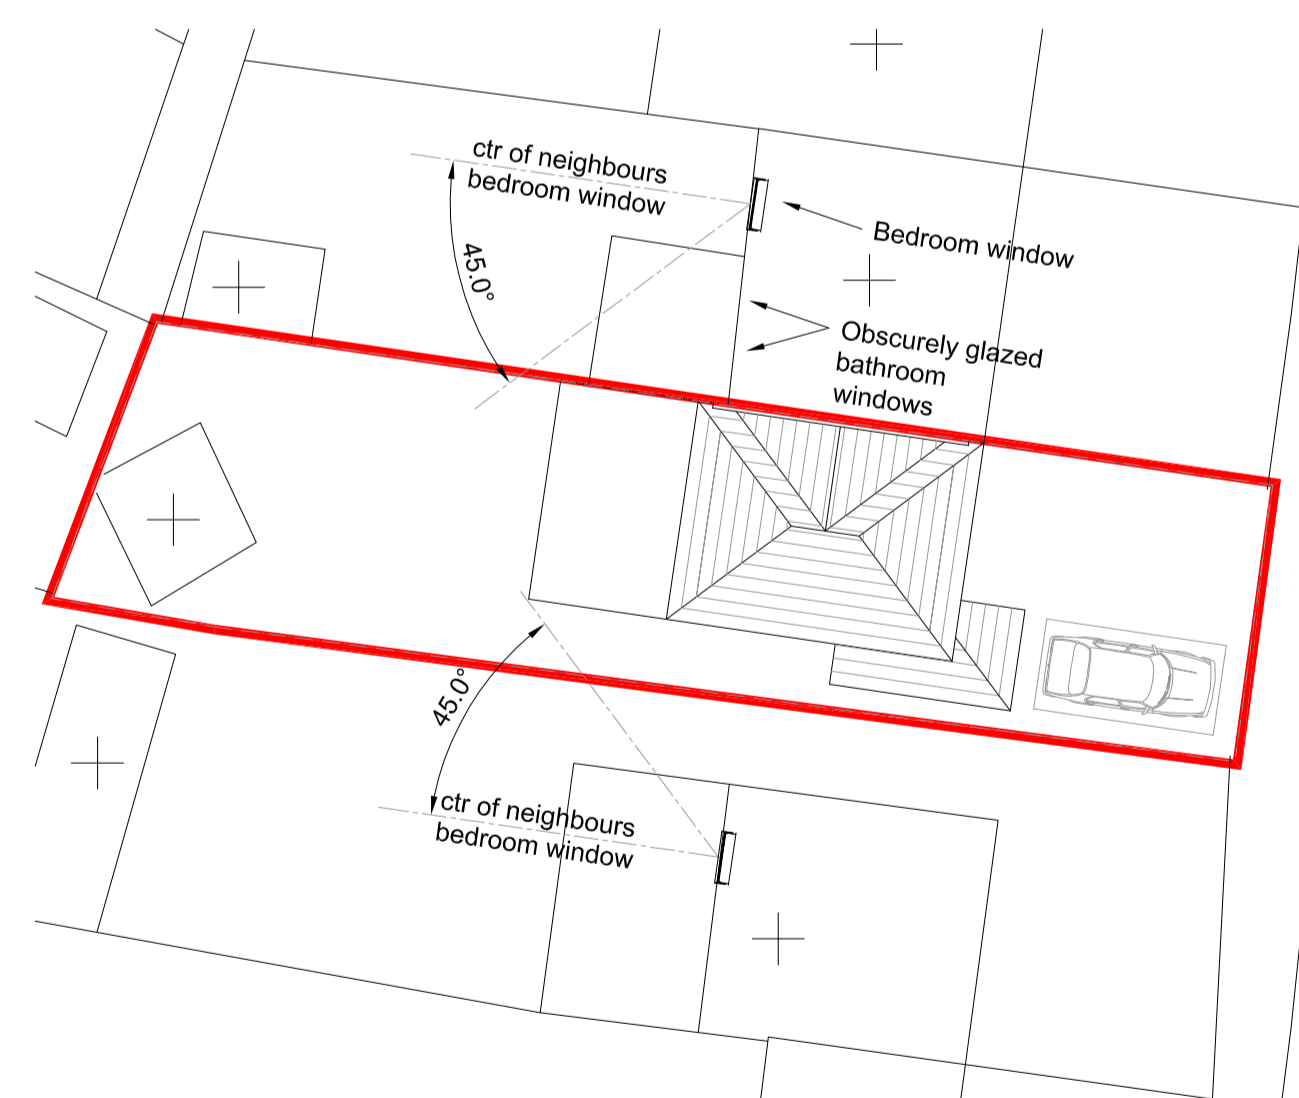 ctr of neighbours
bedroom window
Bedroom window
45.0°
Obscurely glazed
bathroom
windows
45.0°
ctr of neighbours
bedroom window